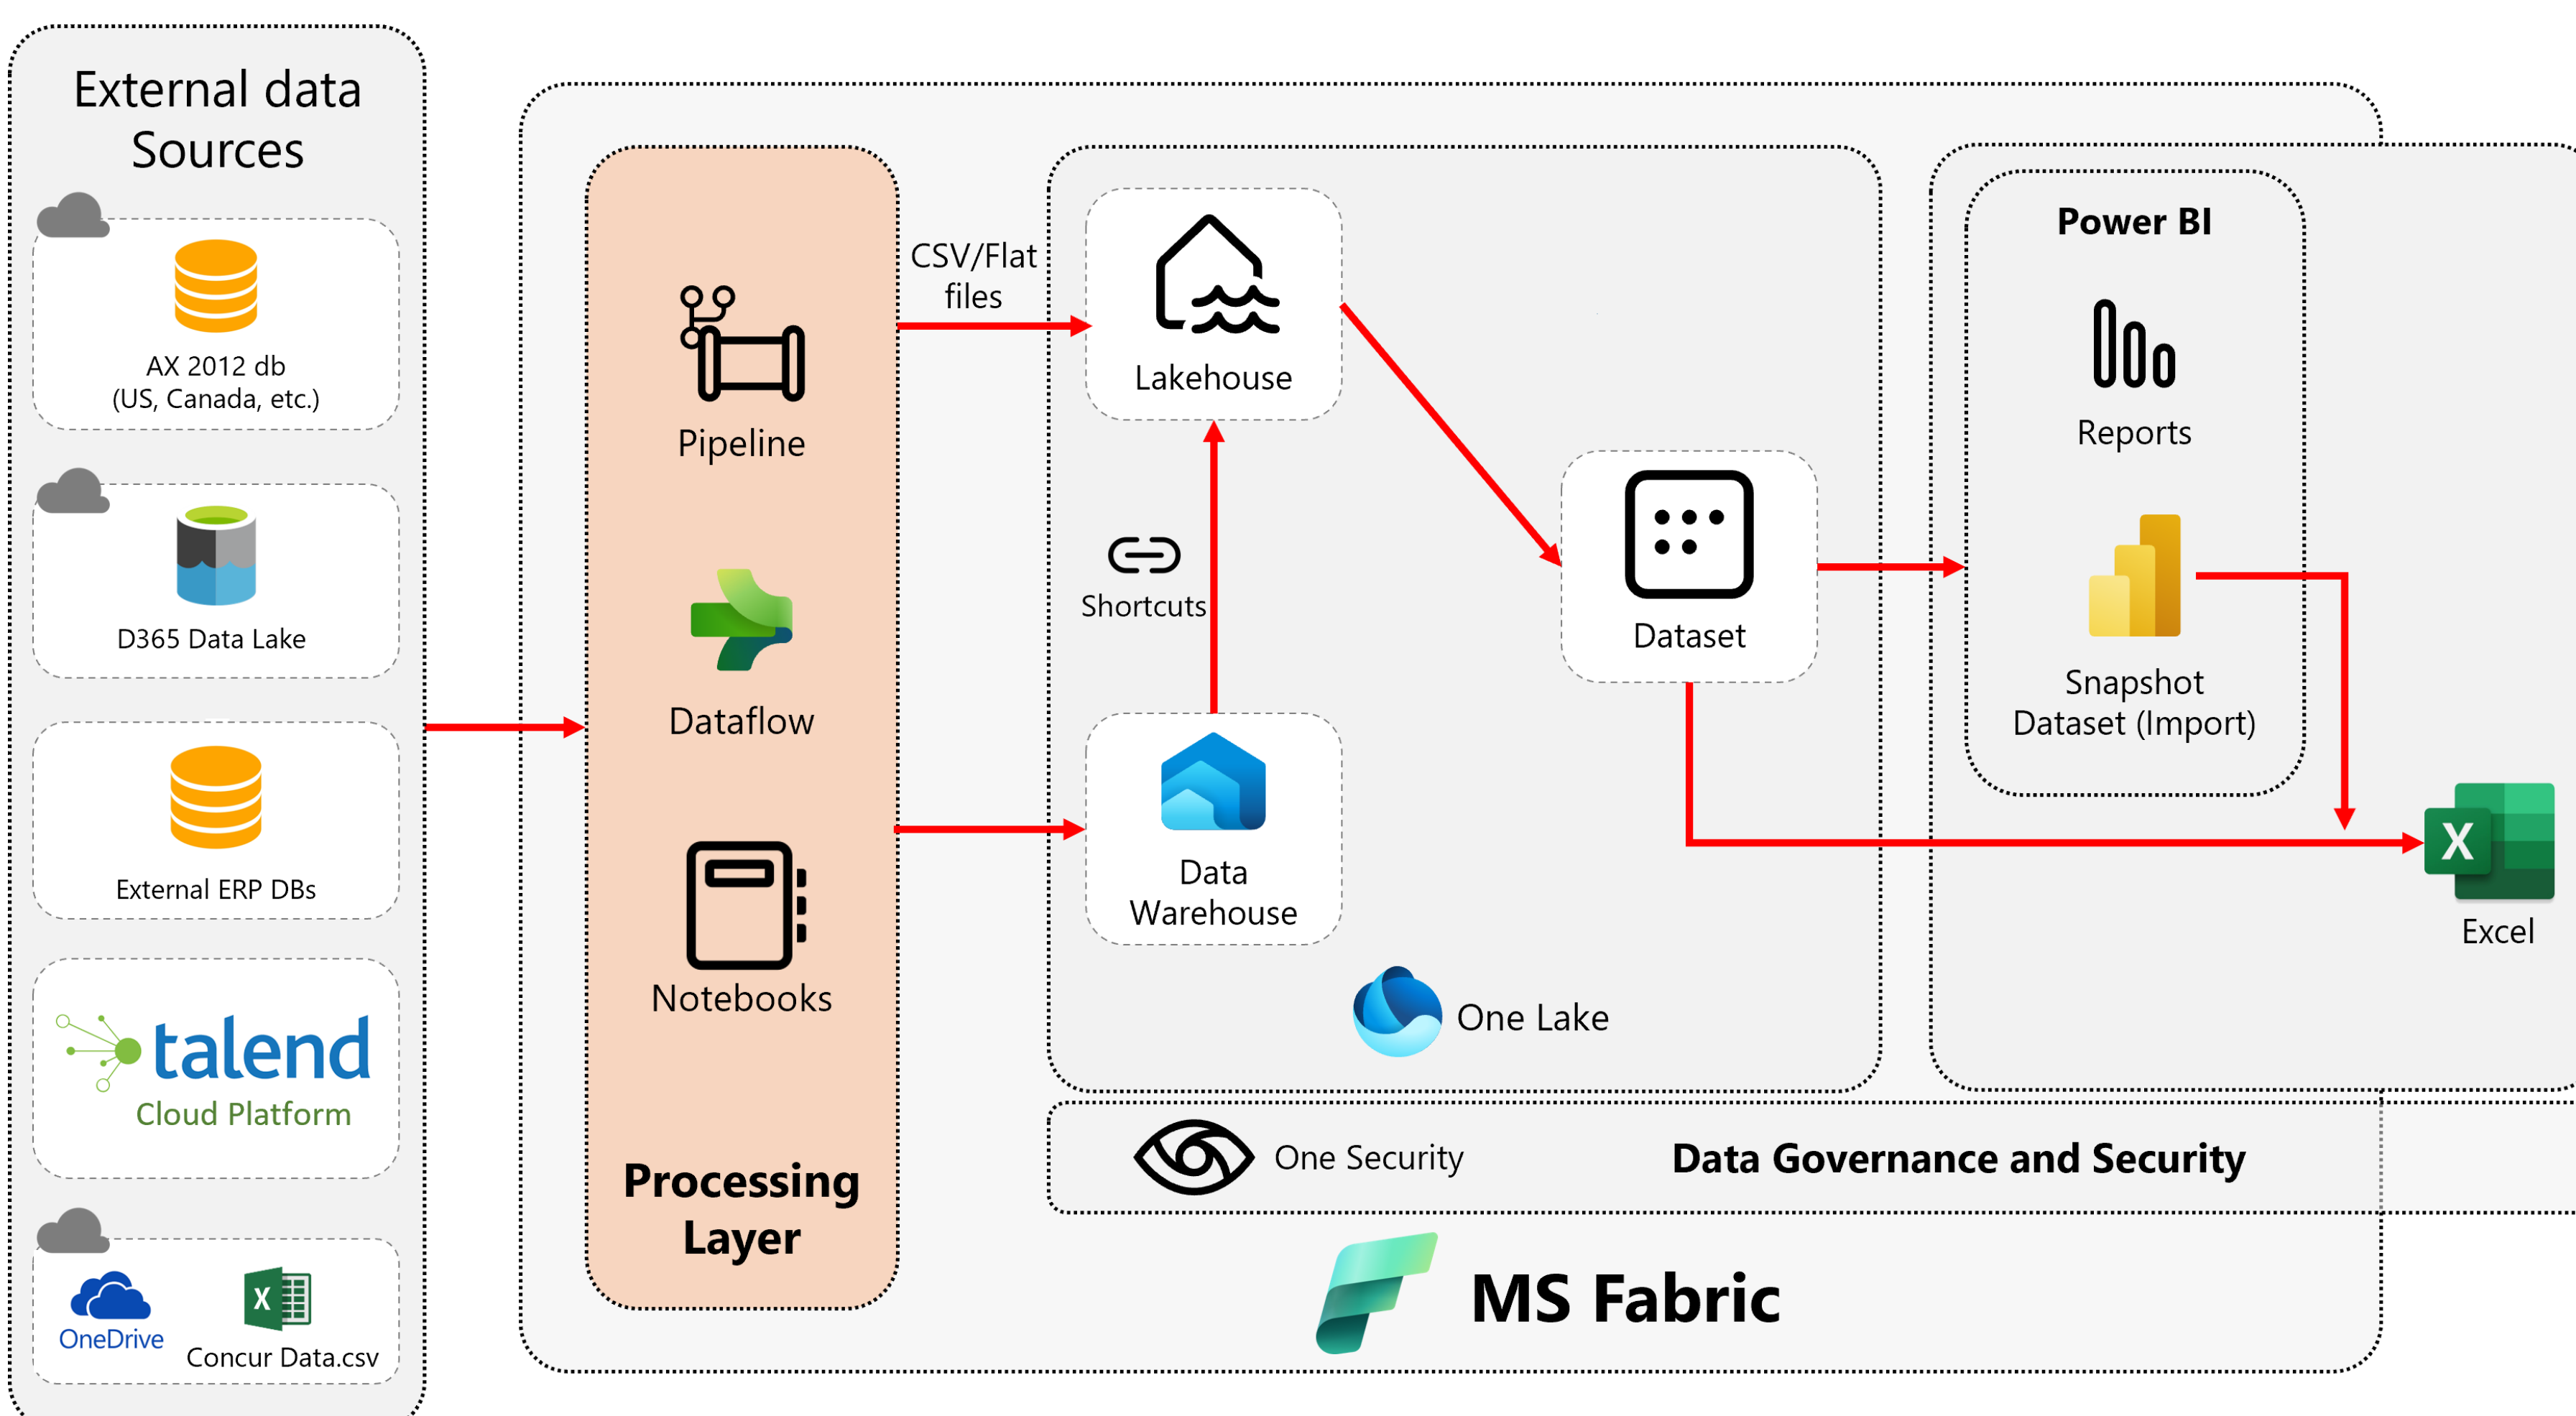 External data
Sources
AX 2012 db
(US, Canada, etc.)
D365 Data Lake
External ERP DBs
talend
Cloud Platform
OneDrive
X
Concur Data.csv
Pipeline
Dataflow
Notebooks
Processing
Layer
CSV/Flat
files
Lakehouse
Shortcuts
Data
Warehouse
Dataset
One Lake
Power BI
Reports
Snapshot
Dataset (Import)
X
Excel
One Security
Data Governance and Security
MS Fabric